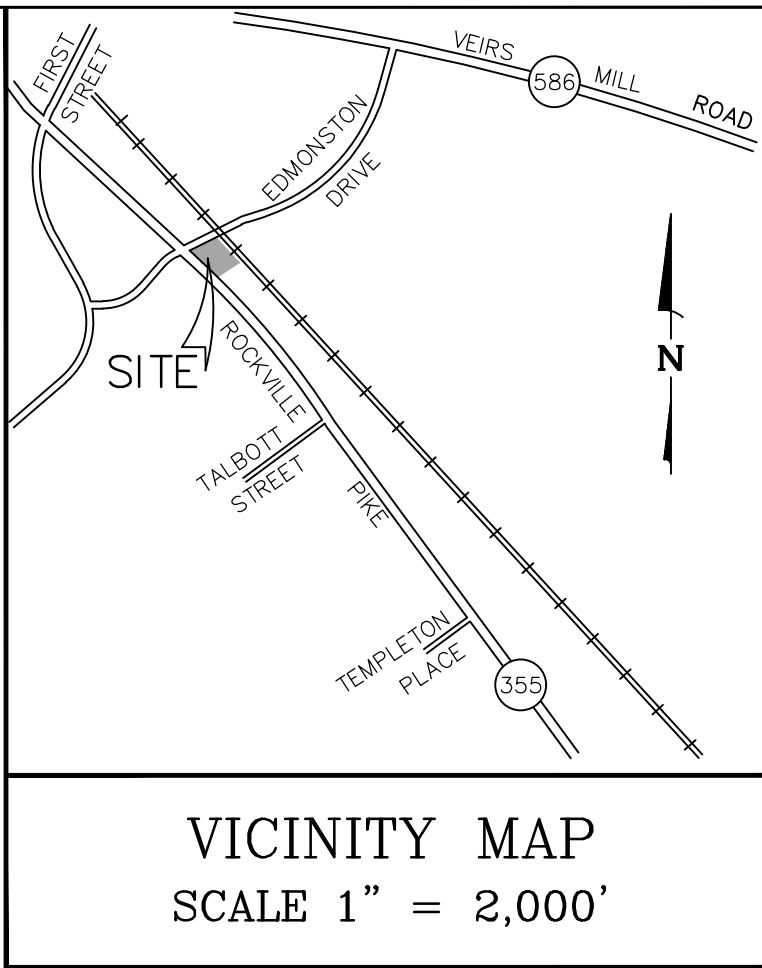 FIRST
STREET
VEIRS
586
MILL
ROAD
EDMONSTON
DRIVE
N
SITE
ROCKVILLE
TALBOTT
STREET
PIKE
TEMPLETON
PLACE
355
VICINITY MAP
SCALE 1” = 2,000’